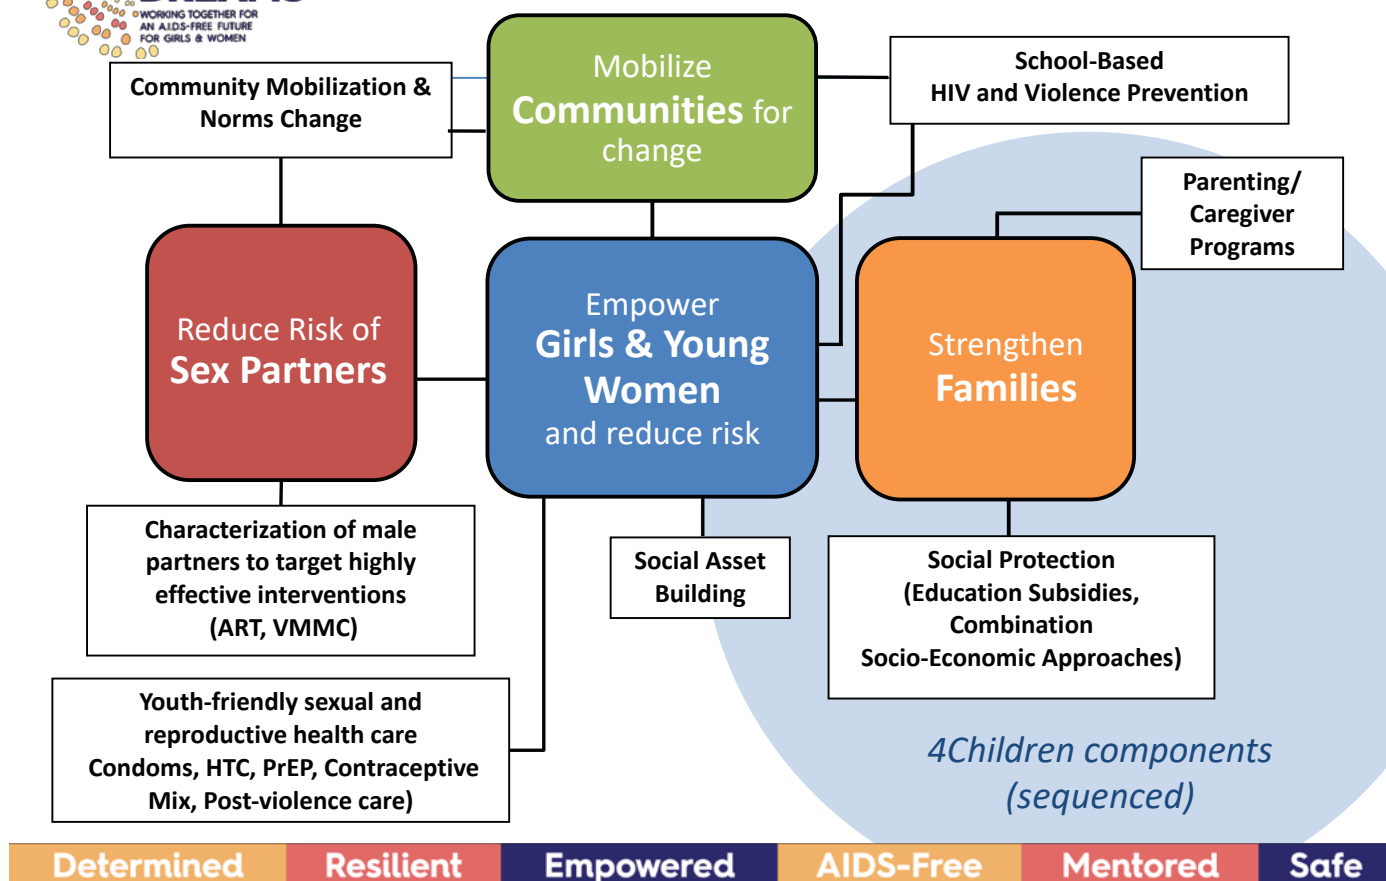 DREAMS
WORKING TOGETHER FOR
AN AIDS-FREE FUTURE
FOR GIRLS & WOMEN
Community Mobilization &
Norms Change
Mobilize
Communities for
change
School-Based
HIV and Violence Prevention
Parenting/
Caregiver
Programs
Reduce Risk of
Sex Partners
Empower
Girls & Young
Women
and reduce risk
Strengthen
Families
Characterization of male
partners to target highly
effective interventions
(ART, VMMC)
Social Asset
Building
Social Protection
(Education Subsidies,
Combination
Socio-Economic Approaches)
Youth-friendly sexual and
reproductive health care
Condoms, HTC, PrEP, Contraceptive
Mix, Post-violence care)
4Children components
(sequenced)
Determined Resilient Empowered AIDS-Free Mentored Safe